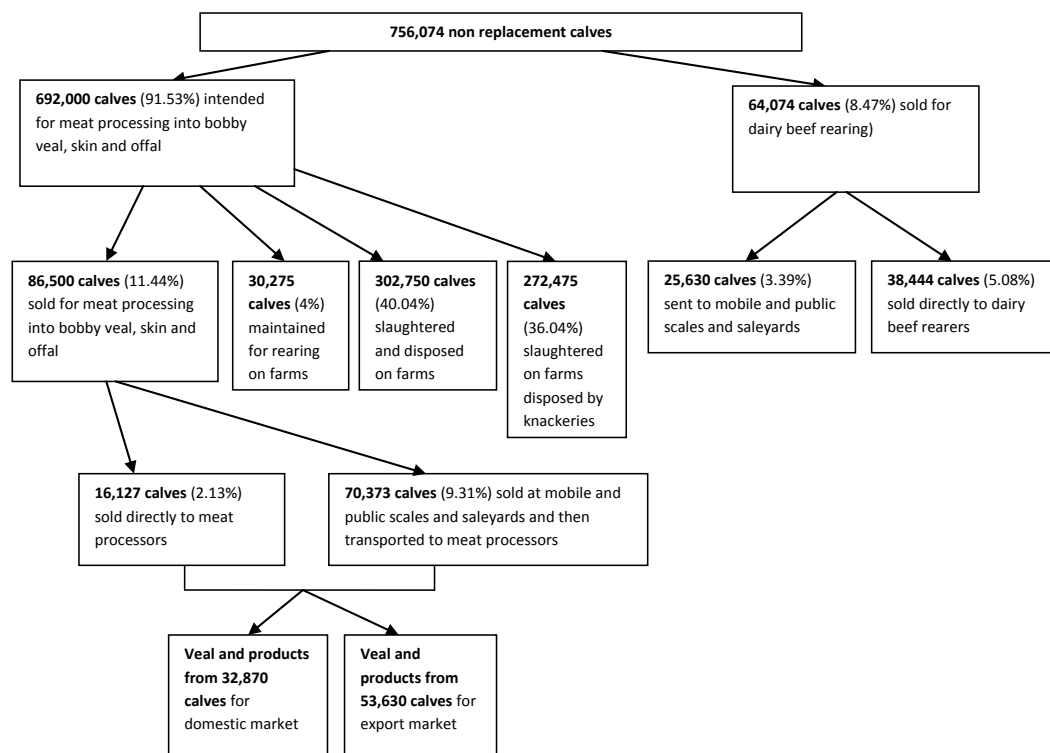 756,074 non replacement calves
692,000 calves (91.53%) intended
for meat processing into bobby
veal, skin and offal
64,074 calves (8.47%) sold for
dairy beef rearing)
86,500 calves (11.44%)
sold for meat processing
into bobby veal, skin and
offal
30,275
calves (4%)
maintained
for rearing
on farms
302,750 calves
(40.04%)
slaughtered
and disposed
on farms
272,475
calves
(36.04%)
slaughtered
on farms
disposed by
knackeries
25,630 calves (3.39%)
sent to mobile and public
scales and saleyards
38,444 calves (5.08%)
sold directly to dairy
beef rearers
16,127 calves (2.13%)
sold directly to meat
processors
70,373 calves (9.31%) sold at mobile and
public scales and saleyards and then
transported to meat processors
Veal and products
from 32,870
calves for
domestic market
Veal and
products from
53,630 calves for
export market